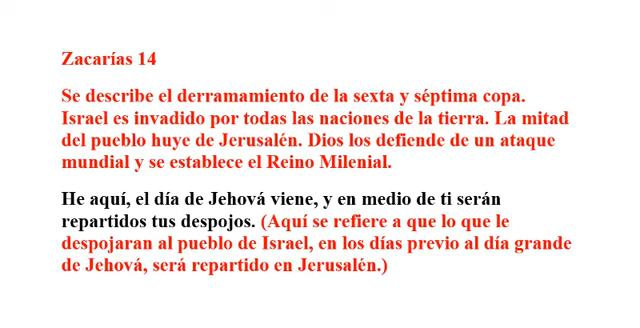 Zacarías 14
Se describe el derramamiento de la sexta y séptima copa.
Israel es invadido por todas las naciones de la tierra. La mitad
del pueblo huye de Jerusalén. Dios los defiende de un ataque
mundial y se establece el Reino Milenial.
He aquí, el día de Jehová viene, y en medio de ti serán
repartidos tus despojos. (Aquí se refiere a que lo que le
despojaran al pueblo de Israel, en los días previo al día grande
de Jehová, será repartido en Jerusalén.)